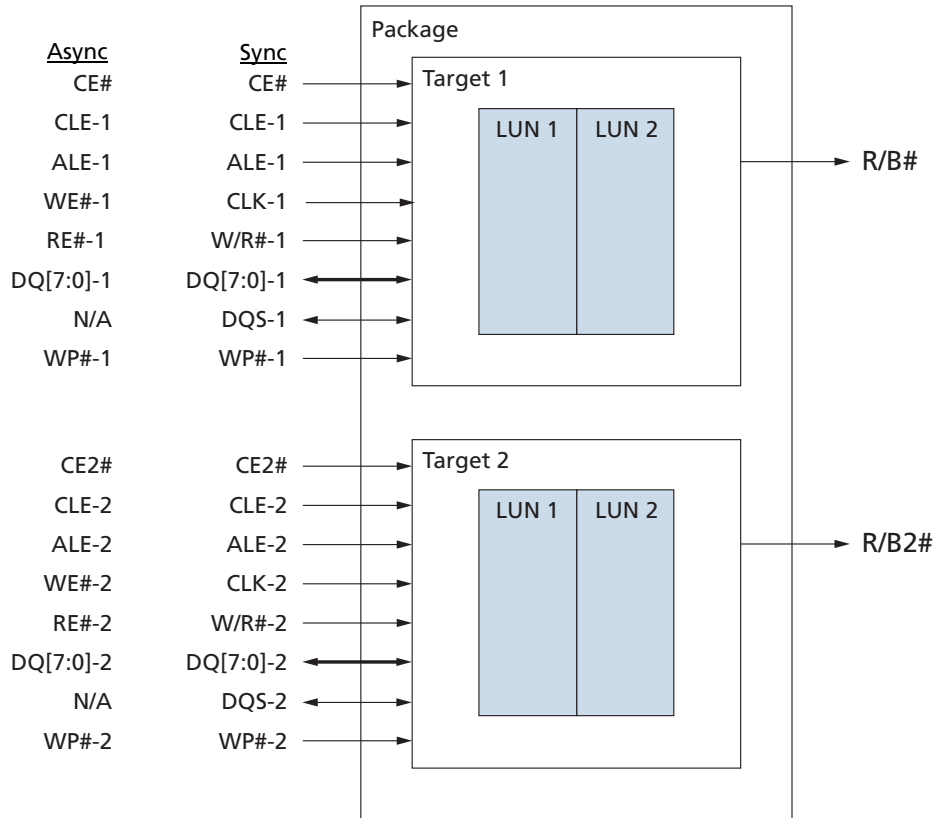 Package
Async Sync
CE# CE# Target 1
CLE-1 CLE-1 LUN 1 LUN 2
ALE-1 ALE-1 R/B#
WE#-1 CLK-1
RE#-1 W/R#-1
DQ[7:0]-1 DQ[7:0]-1
N/A DQS-1
WP#-1 WP#-1
CE2# CE2# Target 2
CLE-2 CLE-2 LUN 1 LUN 2
ALE-2 ALE-2 R/B2#
WE#-2 CLK-2
RE#-2 W/R#-2
DQ[7:0]-2 DQ[7:0]-2
N/A DQS-2
WP#-2 WP#-2